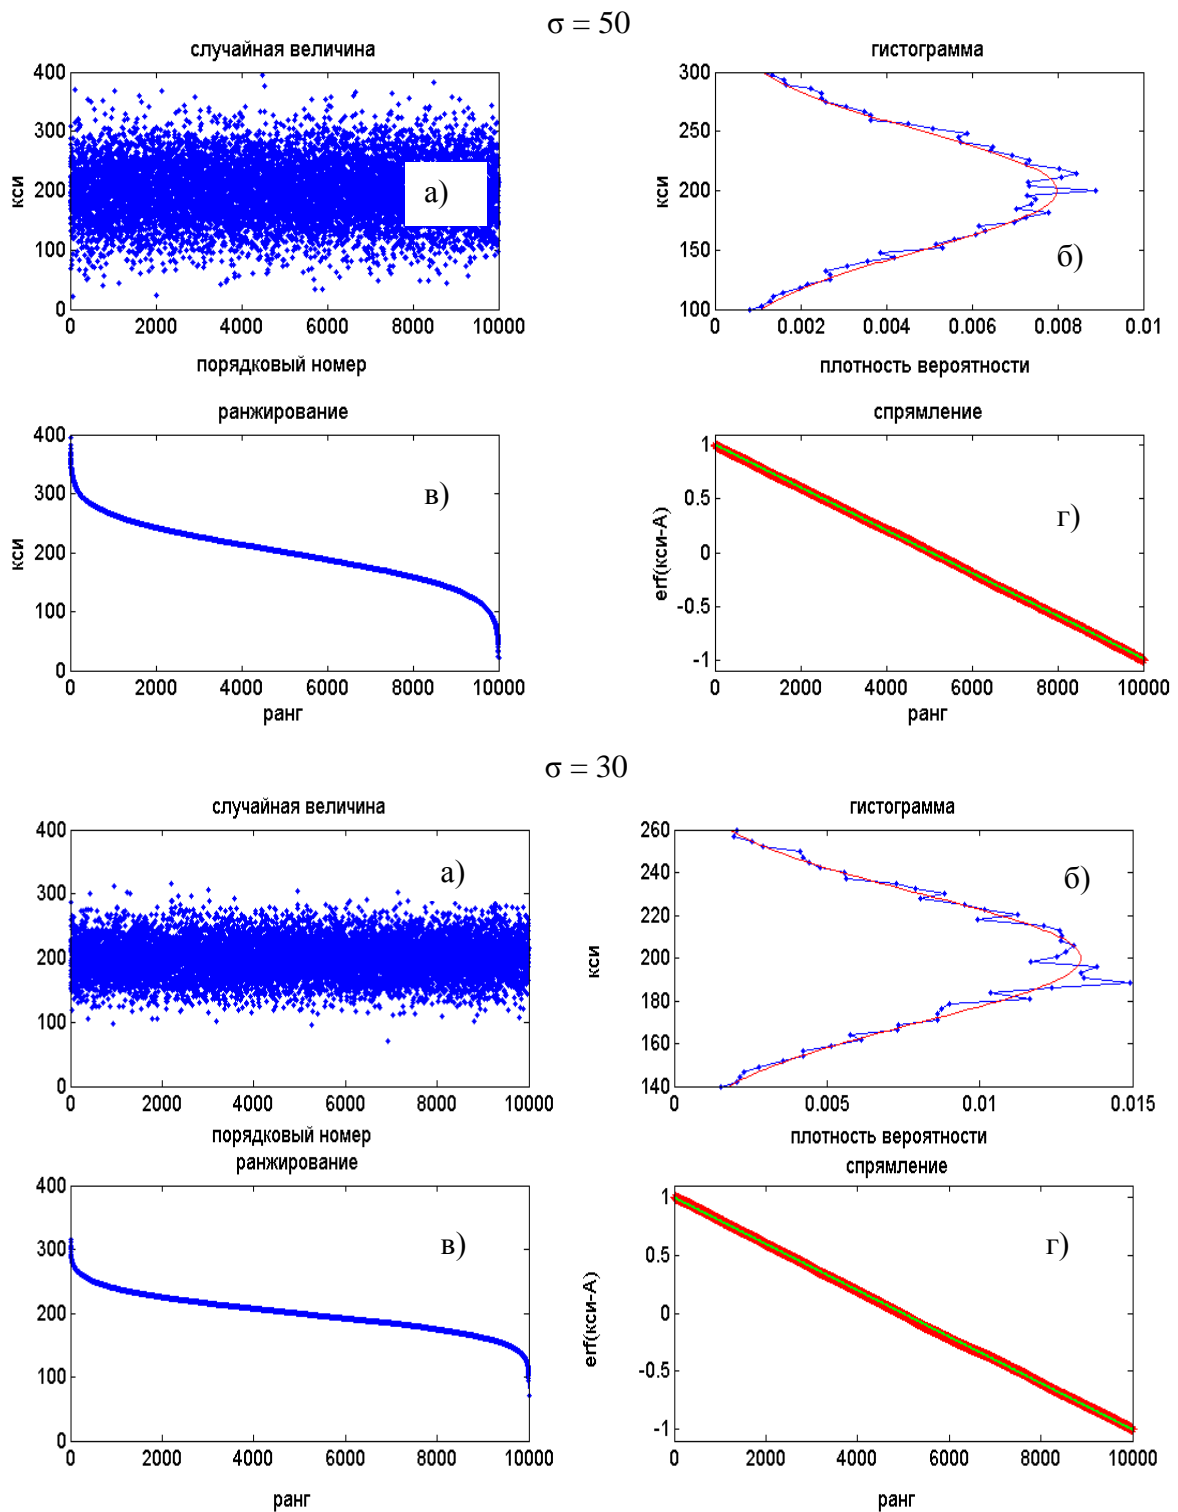 σ = 50
случайная величина
гистограмма
400
300
200
100
0
кси
а)
0
2000
4000
6000
8000
10000
порядковый номер
300
250
200
150
100
кси
б)
0
0.002
0.004
0.006
0.008
0.01
плотность вероятности
ранжирование
спрямление
400
300
200
100
0
кси
в)
0
2000
4000
6000
8000
10000
ранг
1
0.5
0
-0.5
-1
erf(кси-А)
г)
0
2000
4000
6000
8000
10000
ранг
σ = 30
случайная величина
гистограмма
400
300
200
100
0
кси
а)
0
2000
4000
6000
8000
10000
порядковый номер
260
240
220
200
180
160
140
кси
б)
0
0.005
0.01
0.015
плотность вероятности
ранжирование
спрямление
400
300
200
100
0
кси
в)
0
2000
4000
6000
8000
10000
ранг
1
0.5
0
-0.5
-1
erf(кси-А)
г)
0
2000
4000
6000
8000
10000
ранг